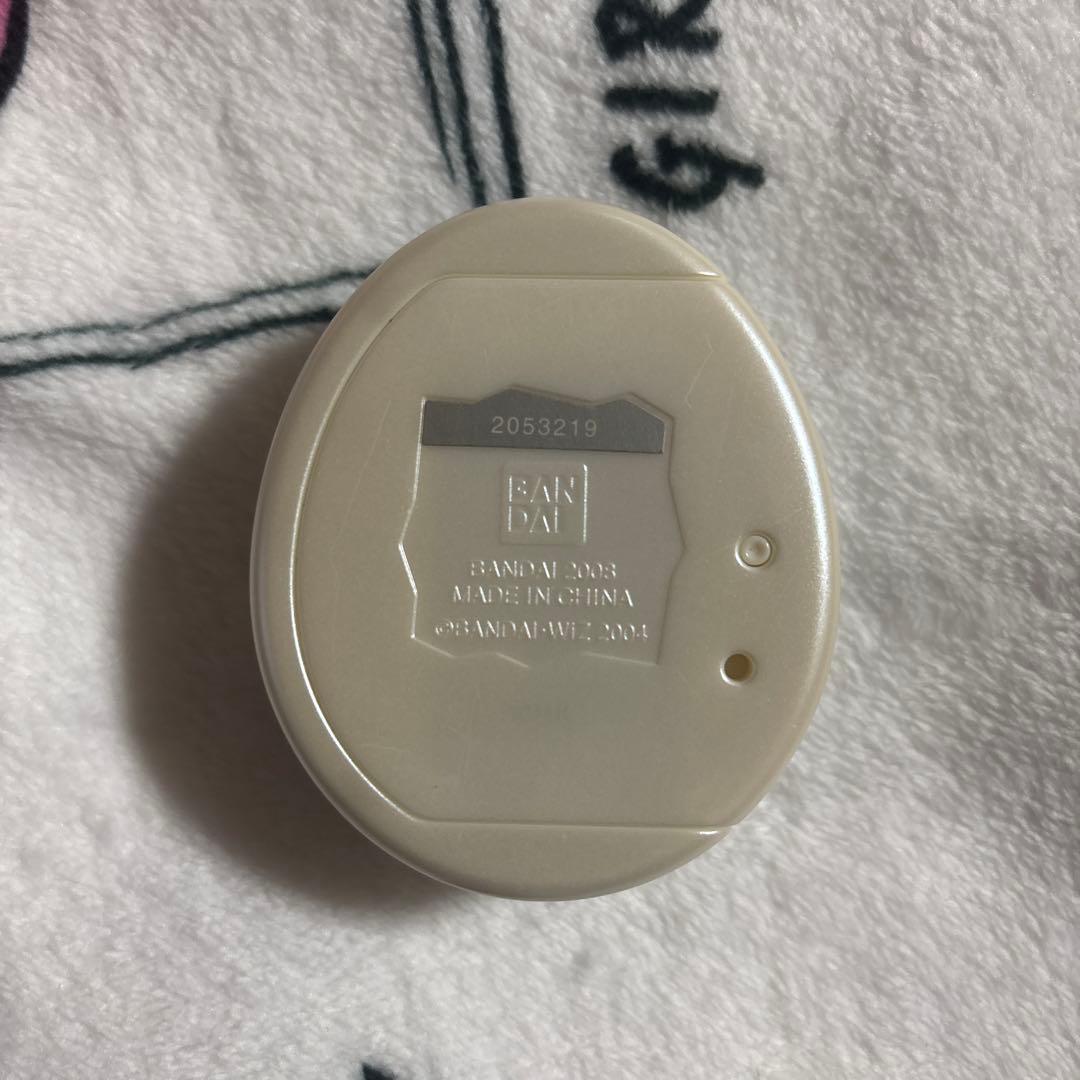 GIR
2053219
BAN
DAI
BANDAI 2008
MADE IN CHINA
©BANDAI•WiZ 2004